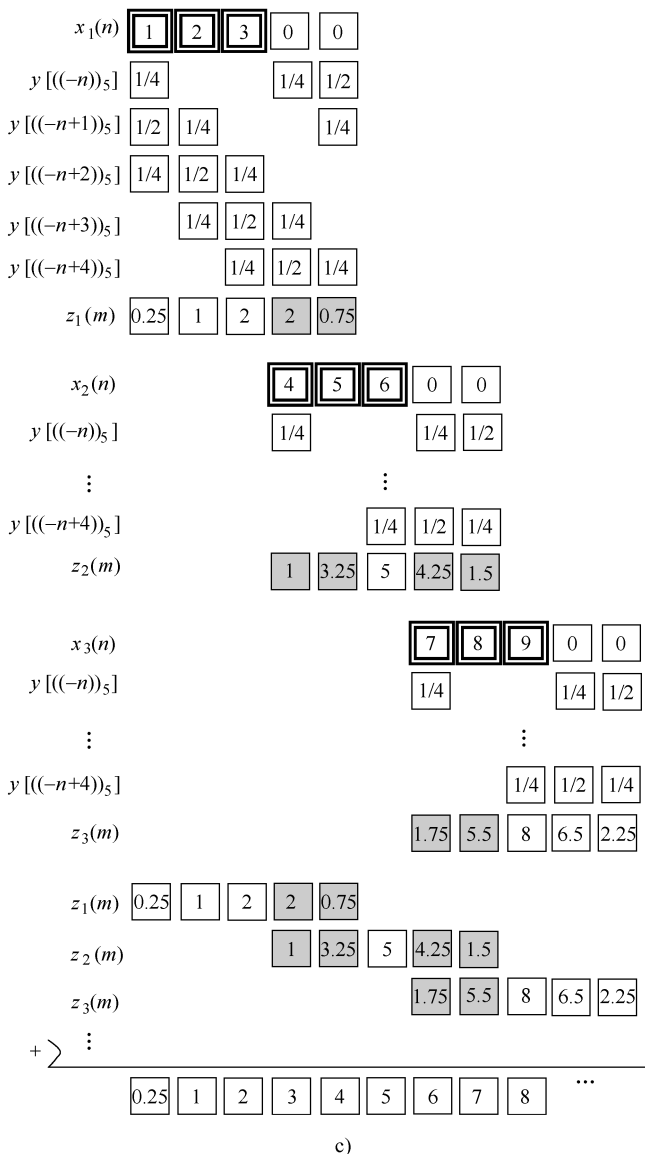 x₁(n) 1 2 3 0 0
y [((–n))₅] 1/4 1/4 1/2
y [((–n+1))₅] 1/2 1/4 1/4
y [((–n+2))₅] 1/4 1/2 1/4
y [((–n+3))₅] 1/4 1/2 1/4
y [((–n+4))₅] 1/4 1/2 1/4
z₁(m) 0.25 1 2 2 0.75
x₂(n) 4 5 6 0 0
y [((–n))₅] 1/4 1/4 1/2
⋮ ⋮
y [((–n+4))₅] 1/4 1/2 1/4
z₂(m) 1 3.25 5 4.25 1.5
x₃(n) 7 8 9 0 0
y [((–n))₅] 1/4 1/4 1/2
⋮ ⋮
y [((–n+4))₅] 1/4 1/2 1/4
z₃(m) 1.75 5.5 8 6.5 2.25
z₁(m) 0.25 1 2 2 0.75
z₂(m) 1 3.25 5 4.25 1.5
z₃(m) 1.75 5.5 8 6.5 2.25
+ ⋮
0.25 1 2 3 4 5 6 7 8 ...
c)